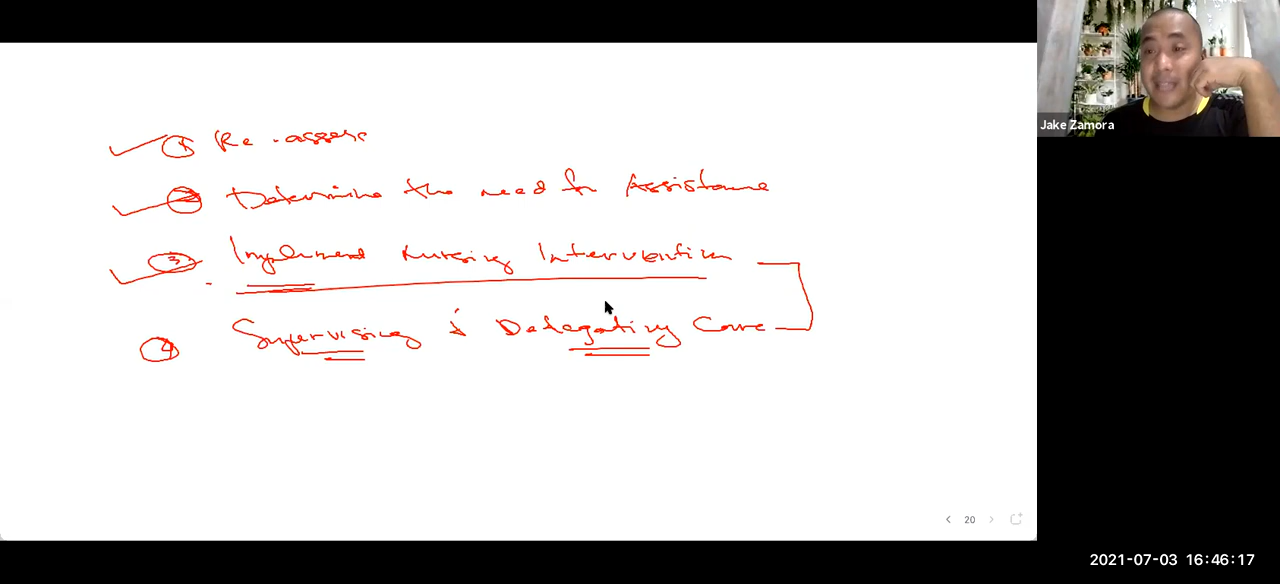 Jake Zamora
① Re-assess
② Determine the need for Assistance
③ Implement Nursing Intervention
④ Supervising & Delegating Care
20
2021-07-03 16:46:17